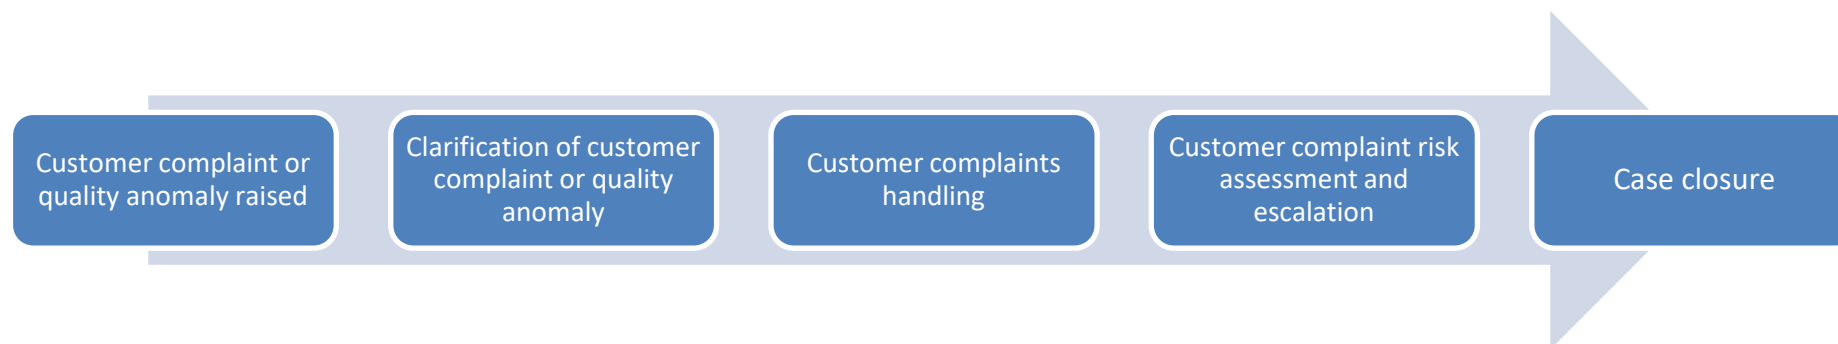 Customer complaint or
quality anomaly raised
Clarification of customer
complaint or quality
anomaly
Customer complaints
handling
Customer complaint risk
assessment and
escalation
Case closure